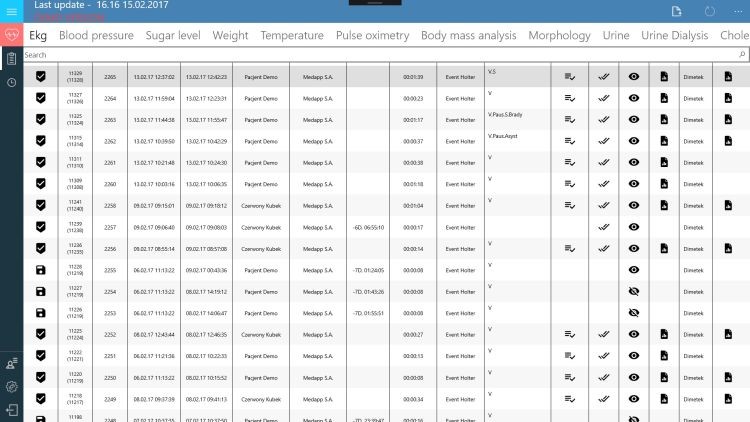 Last update - 16.16 15.02.2017
Ekg Blood pressure Sugar level Weight Temperature Pulse oximetry Body mass analysis Morphology Urine Urine Dialysis Chole
Search
11329 (11328) 2265 13.02.17 12:37:02 13.02.17 12:42:23 Pacjent Demo Medapp S.A. 00:01:39 Event Holter V,S Dimetek
11327 (11326) 2264 13.02.17 11:59:04 13.02.17 12:23:31 Pacjent Demo Medapp S.A. 00:00:23 Event Holter V Dimetek
11325 (11324) 2263 13.02.17 11:44:38 13.02.17 11:55:47 Pacjent Demo Medapp S.A. 00:01:17 Event Holter V,Paus,S,Brady Dimetek
11315 (11314) 2262 13.02.17 10:39:50 13.02.17 10:42:29 Pacjent Demo Medapp S.A. 00:00:37 Event Holter V,Paus,Asyst Dimetek
11311 (11310) 2261 13.02.17 10:21:48 13.02.17 10:24:30 Pacjent Demo Medapp S.A. 00:00:38 Event Holter V Dimetek
11309 (11308) 2260 13.02.17 10:03:16 13.02.17 10:06:35 Pacjent Demo Medapp S.A. 00:01:18 Event Holter V Dimetek
11241 (11240) 2258 09.02.17 09:15:01 09.02.17 09:18:12 Czerwony Kubek Medapp S.A. 00:01:04 Event Holter V Dimetek
11239 (11238) 2257 09.02.17 09:06:40 09.02.17 09:08:03 Czerwony Kubek Medapp S.A. -6D. 06:55:10 00:00:17 Event Holter Dimetek
11236 (11235) 2256 09.02.17 08:55:14 09.02.17 08:57:08 Czerwony Kubek Medapp S.A. 00:00:14 Event Holter V Dimetek
11228 (11219) 2255 06.02.17 11:13:22 09.02.17 00:43:36 Pacjent Demo Medapp S.A. -7D. 01:24:05 00:00:08 Event Holter V
11227 (11219) 2254 06.02.17 11:13:22 08.02.17 14:19:12 Pacjent Demo Medapp S.A. -7D. 01:43:26 00:00:08 Event Holter V
11226 (11219) 2253 06.02.17 11:13:22 08.02.17 14:06:47 Pacjent Demo Medapp S.A. -7D. 01:55:51 00:00:08 Event Holter V
11225 (11224) 2252 08.02.17 12:43:44 08.02.17 12:46:35 Czerwony Kubek Medapp S.A. 00:00:27 Event Holter V Dimetek
11222 (11221) 2251 06.02.17 11:21:56 08.02.17 10:22:33 Pacjent Demo Medapp S.A. 00:00:13 Event Holter V Dimetek
11220 (11219) 2250 06.02.17 11:13:22 08.02.17 10:15:52 Pacjent Demo Medapp S.A. 00:00:08 Event Holter V Dimetek
11218 (11217) 2249 08.02.17 09:37:39 08.02.17 09:41:13 Czerwony Kubek Medapp S.A. 00:00:34 Event Holter V Dimetek
11198 2248 Pacjent Demo Medapp S.A. Event Holter V